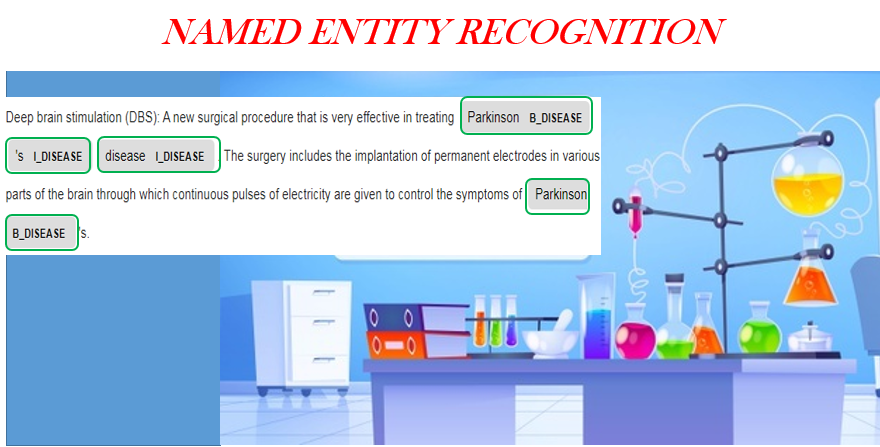 NAMED ENTITY RECOGNITION
Deep brain stimulation (DBS): A new surgical procedure that is very effective in treating Parkinson B_DISEASE
's I_DISEASE disease I_DISEASE . The surgery includes the implantation of permanent electrodes in various
parts of the brain through which continuous pulses of electricity are given to control the symptoms of Parkinson
B_DISEASE 's.